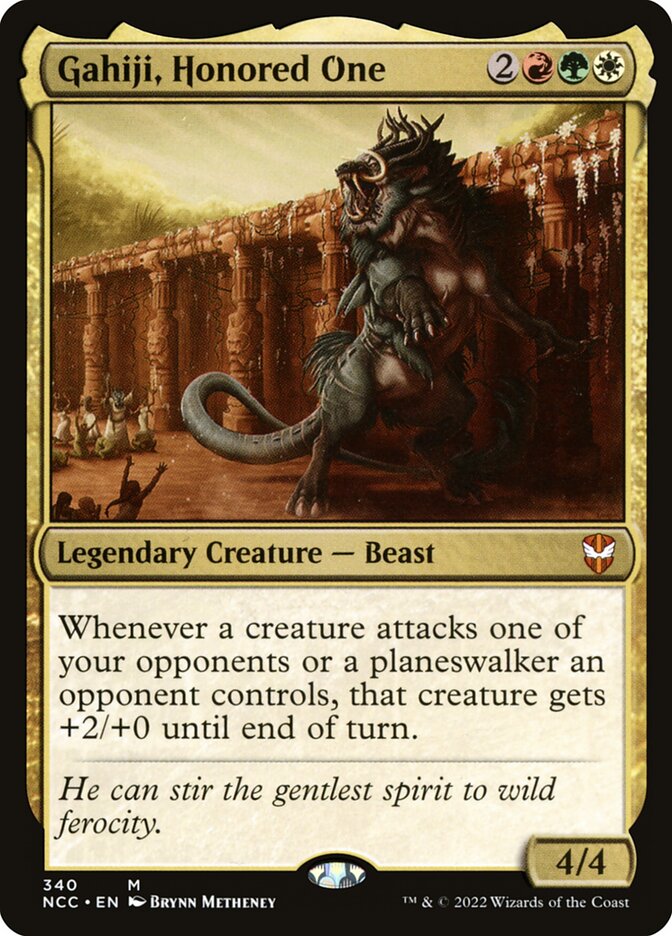 Gahiji, Honored One 2
Legendary Creature — Beast
Whenever a creature attacks one of
your opponents or a planeswalker an
opponent controls, that creature gets
+2/+0 until end of turn.
He can stir the gentlest spirit to wild
ferocity.
4/4
340 M
NCC • EN Brynn Metheney
™ & © 2022 Wizards of the Coast